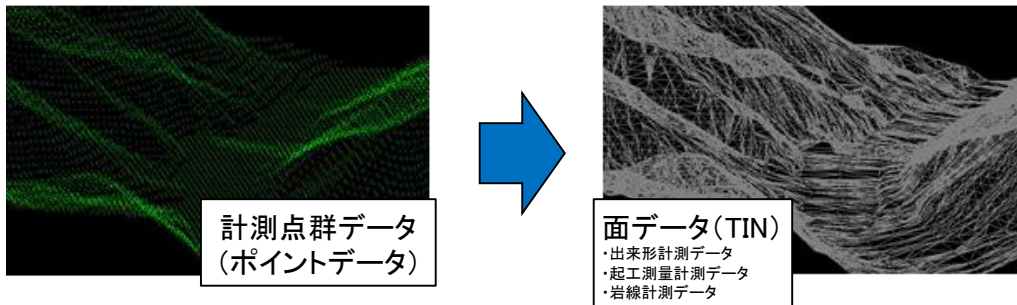 計測点群データ
(ポイントデータ)
面データ(TIN)
・出来形計測データ
・起工測量計測データ
・岩線計測データ